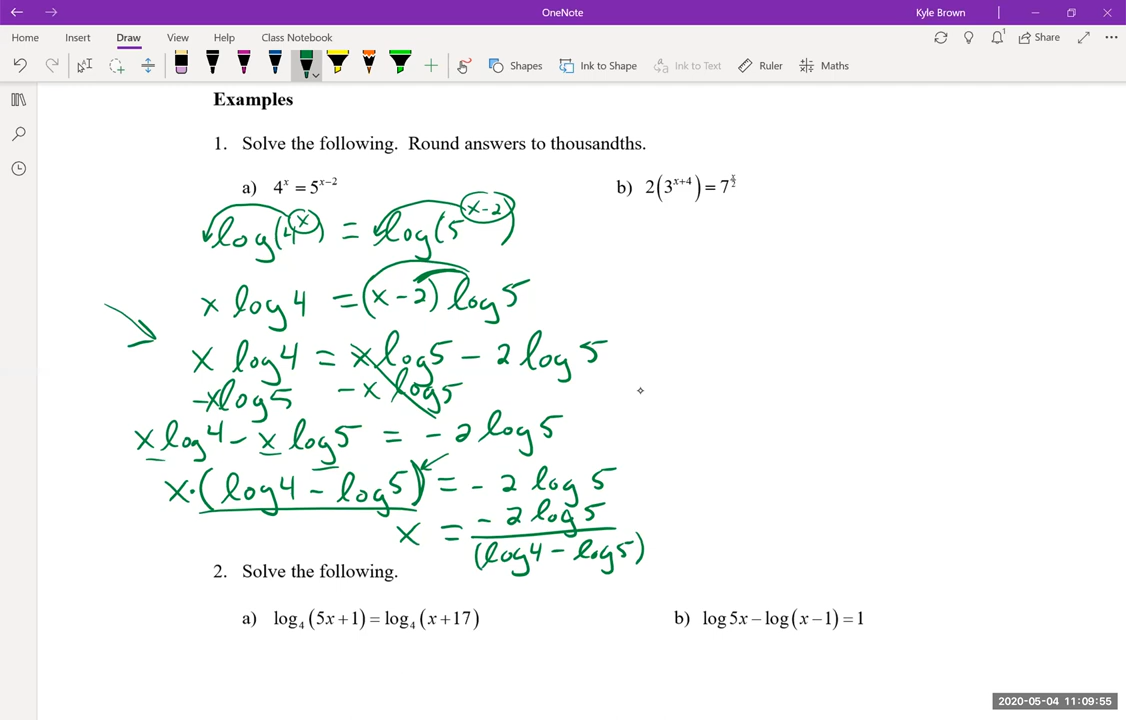 OneNote
Kyle Brown
Home Insert Draw View Help Class Notebook
Share
Shapes Ink to Shape Ink to Text Ruler Maths
Examples
1. Solve the following. Round answers to thousandths.
a) 4^x = 5^(x−2)
b) 2(3^(x+4)) = 7^(x/2)
log(4^x) = log(5^(x-2))
x log 4 = (x - 2) log 5
x log 4 = x log 5 - 2 log 5
-x log 5 - x log 5
x log 4 - x log 5 = - 2 log 5
x·(log 4 - log 5) = - 2 log 5
x = - 2 log 5 / (log 4 - log 5)
2. Solve the following.
a) log₄(5x+1) = log₄(x+17)
b) log 5x − log(x−1) = 1
2020-05-04 11:09:55